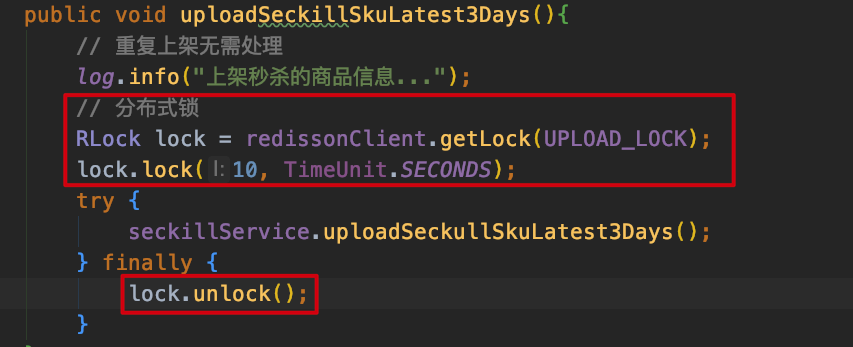 public void uploadSeckillSkuLatest3Days(){
// 重复上架无需处理
log.info("上架秒杀的商品信息...");
// 分布式锁
RLock lock = redissonClient.getLock(UPLOAD_LOCK);
lock.lock( l: 10, TimeUnit.SECONDS);
try {
seckillService.uploadSeckullSkuLatest3Days();
} finally {
lock.unlock();
}